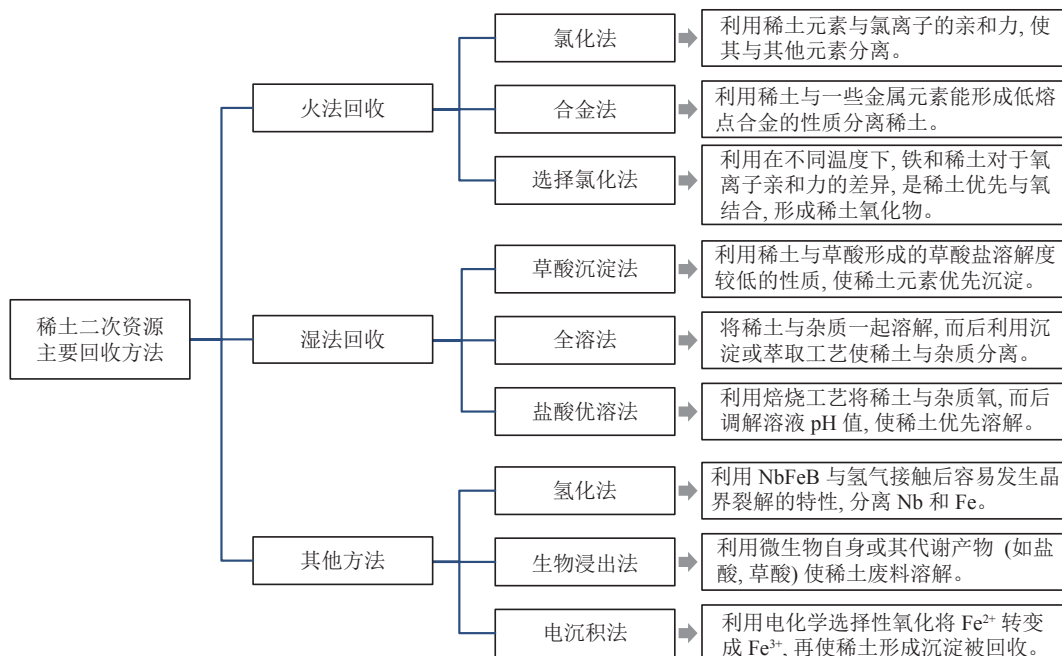 稀土二次资源
主要回收方法
火法回收
氯化法
利用稀土元素与氯离子的亲和力, 使
其与其他元素分离。
合金法
利用稀土与一些金属元素能形成低熔
点合金的性质分离稀土。
选择氯化法
利用在不同温度下, 铁和稀土对于氧
离子亲和力的差异, 是稀土优先与氧
结合, 形成稀土氧化物。
湿法回收
草酸沉淀法
利用稀土与草酸形成的草酸盐溶解度
较低的性质, 使稀土元素优先沉淀。
全溶法
将稀土与杂质一起溶解, 而后利用沉
淀或萃取工艺使稀土与杂质分离。
盐酸优溶法
利用焙烧工艺将稀土与杂质氧, 而后
调解溶液 pH 值, 使稀土优先溶解。
其他方法
氢化法
利用 NbFeB 与氢气接触后容易发生晶
界裂解的特性, 分离 Nb 和 Fe。
生物浸出法
利用微生物自身或其代谢产物 (如盐
酸, 草酸) 使稀土废料溶解。
电沉积法
利用电化学选择性氧化将 Fe²⁺ 转变
成 Fe³⁺, 再使稀土形成沉淀被回收。